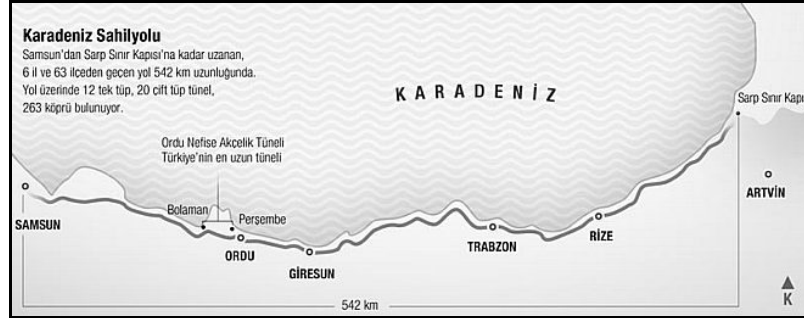 Karadeniz Sahilyolu
Samsun'dan Sarp Sınır Kapısı'na kadar uzanan,
6 il ve 63 ilceden geçen yol 542 km uzunluğunda.
Yol üzerinde 12 tek tüp, 20 çift tüp tünel,
263 köprü bulunuyor.
KARADENİZ
Sarp Sınır Kapı
Ordu Nefise Akçelik Tüneli
Türkiye'nin en uzun tüneli
ARTVİN
Bolaman
Perşembe
SAMSUN
ORDU
GİRESUN
TRABZON
RİZE
542 km
K